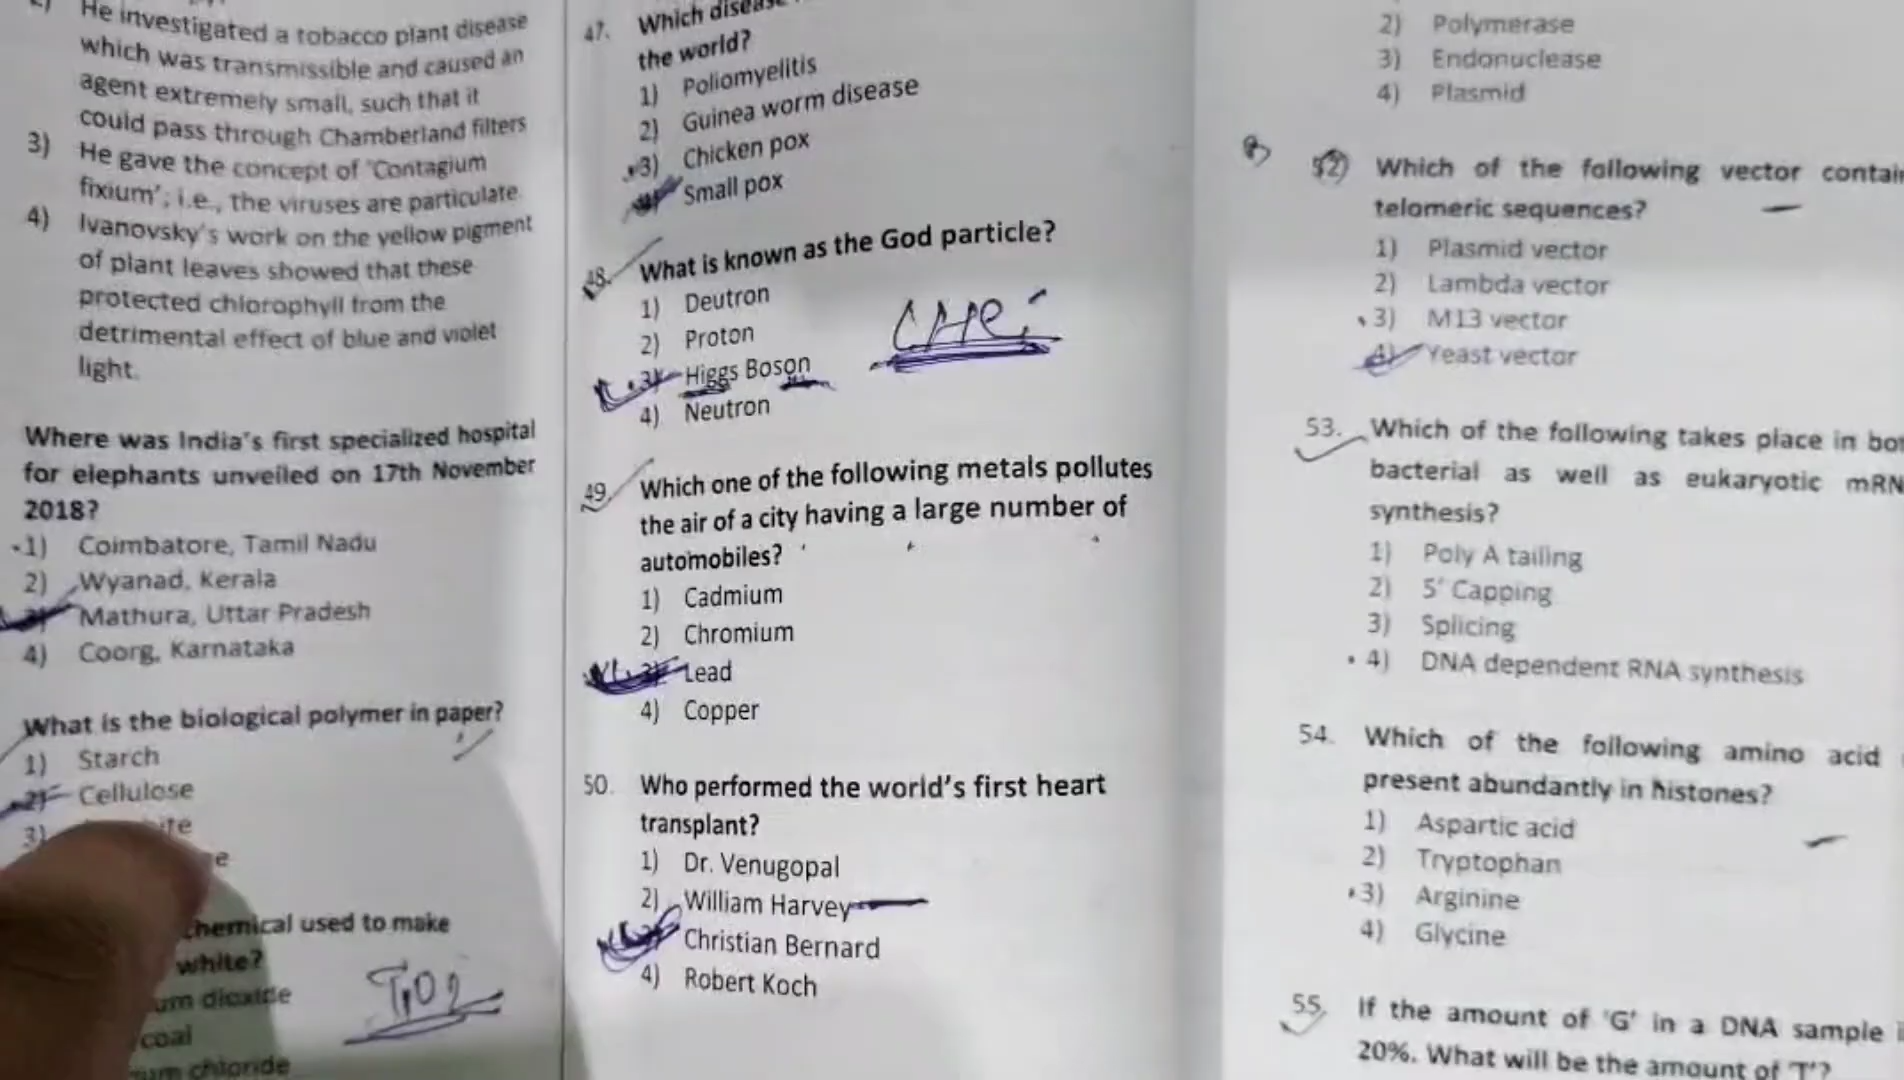 He investigated a tobacco plant disease
which was transmissible and caused an
agent extremely small, such that it
could pass through Chamberland filters
3) He gave the concept of 'Contagium
fixium'; i.e., the viruses are particulate
4) Ivanovsky's work on the yellow pigment
of plant leaves showed that these
protected chlorophyll from the
detrimental effect of blue and violet
light.
Where was India's first specialized hospital
for elephants unveiled on 17th November
2018?
1) Coimbatore, Tamil Nadu
2) Wyanad, Kerala
Mathura, Uttar Pradesh
4) Coorg, Karnataka
What is the biological polymer in paper?
1) Starch
2) Cellulose
3)
chemical used to make
white?
dioxide
coal
chloride
TiO2
47. Which disease
the world?
1) Poliomyelitis
2) Guinea worm disease
3) Chicken pox
Small pox
48. What is known as the God particle?
1) Deutron
2) Proton
3) Higgs Boson
4) Neutron
49. Which one of the following metals pollutes
the air of a city having a large number of
automobiles?
1) Cadmium
2) Chromium
3) Lead
4) Copper
50. Who performed the world's first heart
transplant?
1) Dr. Venugopal
2) William Harvey
Christian Bernard
4) Robert Koch
2) Polymerase
3) Endonuclease
4) Plasmid
52) Which of the following vector
telomeric sequences?
1) Plasmid vector
2) Lambda vector
3) M13 vector
4) Yeast vector
53. Which of the following takes place in
bacterial as well as eukaryotic
synthesis?
1) Poly A tailing
2) 5' Capping
3) Splicing
4) DNA dependent RNA synthesis
54. Which of the following amino acid
present abundantly in histones?
1) Aspartic acid
2) Tryptophan
3) Arginine
4) Glycine
55. If the amount of 'G' in a DNA sample
20%. What will be the amount of 'T'?